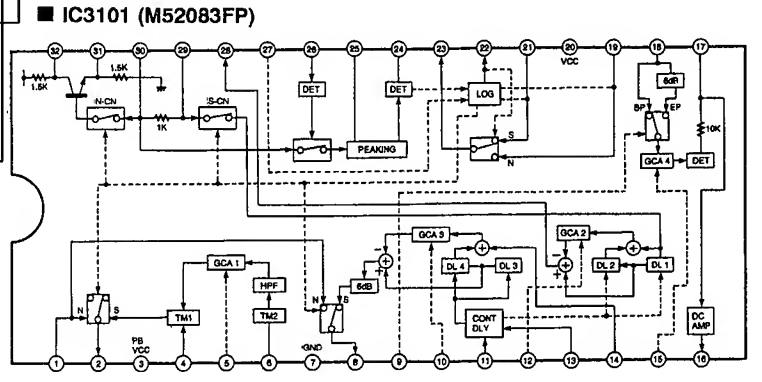 ■ IC3101 (M52083FP)
32 31 30 29 28 27 26 25 24 23 22 21 20 19 18 17
VCC
1.5K 1.5K
DET DET LOG 6dB
N-CN S-CN BP EP
1K 10K
PEAKING S N
GCA 4 DET
GCA 3 GCA 2
GCA 1 − + + − + +
DL 4 DL 3 DL 2 DL 1
HPF 6dB
N S N S
TM1 TM2 CONT DLY DC AMP
PB VCC GND
1 2 3 4 5 6 7 8 9 10 11 12 13 14 15 16